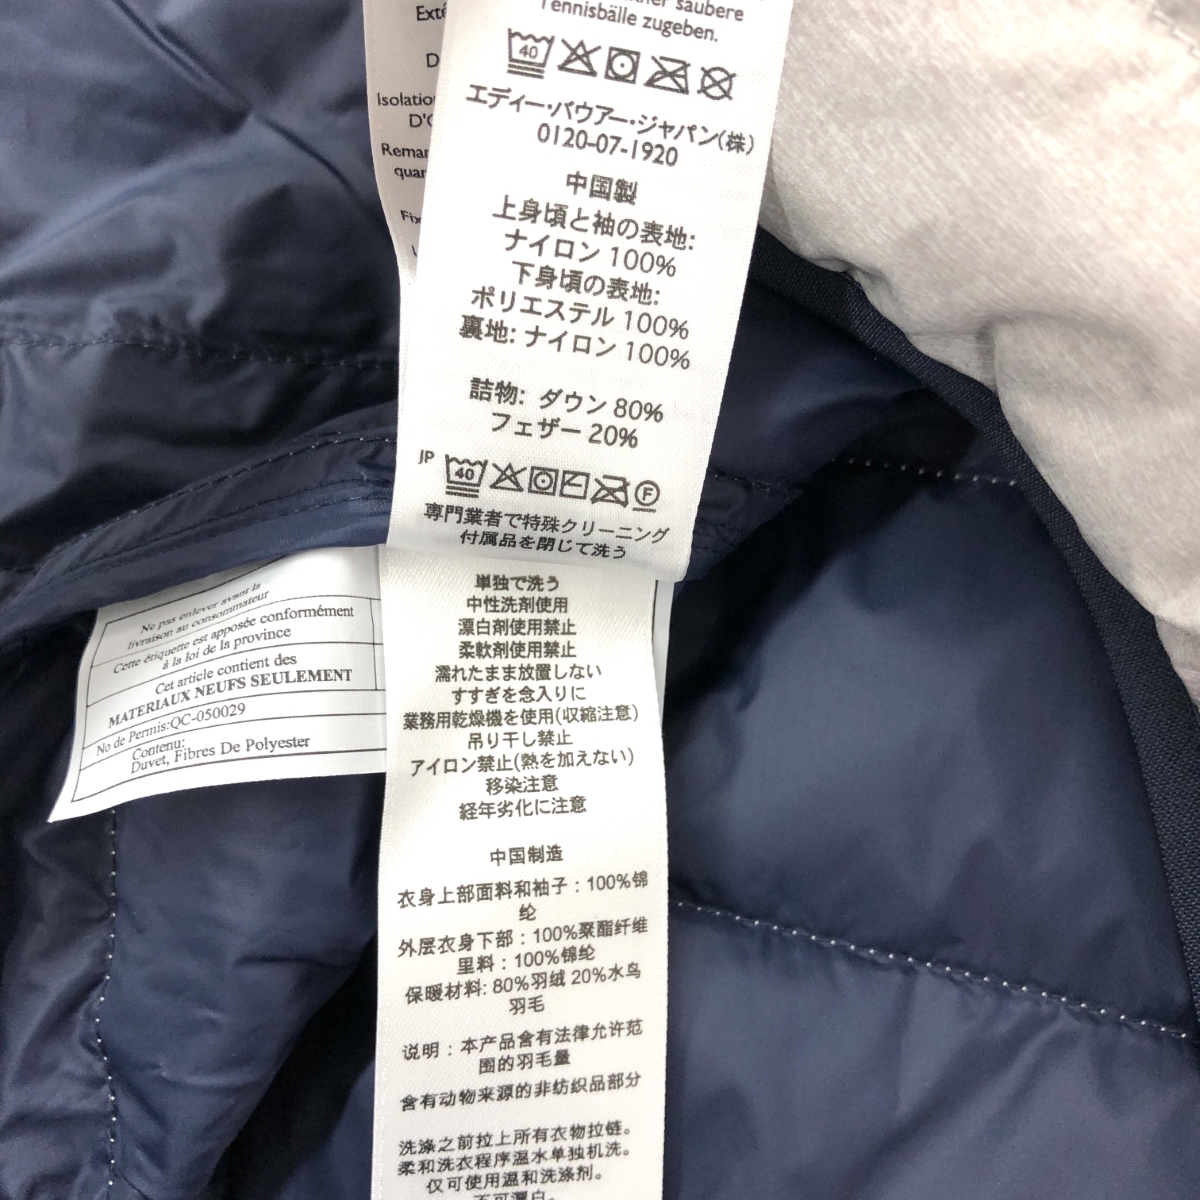 Exté
D
Isolation
D'O
Remar
quan
Fix
saubere
Tennisbälle zugeben.
40
エディー・バウアー・ジャパン(株)
0120-07-1920
中国製
上身頃と袖の表地:
ナイロン 100%
下身頃の表地:
ポリエステル 100%
裏地: ナイロン 100%
詰物: ダウン 80%
フェザー 20%
JP
40
F
専門業者で特殊クリーニング
付属品を閉じて洗う
単独で洗う
中性洗剤使用
漂白剤使用禁止
柔軟剤使用禁止
濡れたまま放置しない
すすぎを念入りに
業務用乾燥機を使用(収縮注意)
吊り干し禁止
アイロン禁止(熱を加えない)
移染注意
経年劣化に注意
中国制造
衣身上部面料和袖子：100%锦
纶
外层衣身下部：100%聚酯纤维
里料：100%锦纶
保暖材料: 80%羽绒 20%水鸟
羽毛
说明：本产品含有法律允许范
围的羽毛量
含有动物来源的非纺织品部分
洗涤之前拉上所有衣物拉链。
柔和洗衣程序温水单独机洗。
仅可使用温和洗涤剂。
不可漂白。
Ne pas enlever avant la
livraison au consommateur
Cette étiquette est apposée conformément
à la loi de la province
Cet article contient des
MATERIAUX NEUFS SEULEMENT
No de Permis:QC-050029
Contenu:
Duvet, Fibres De Polyester